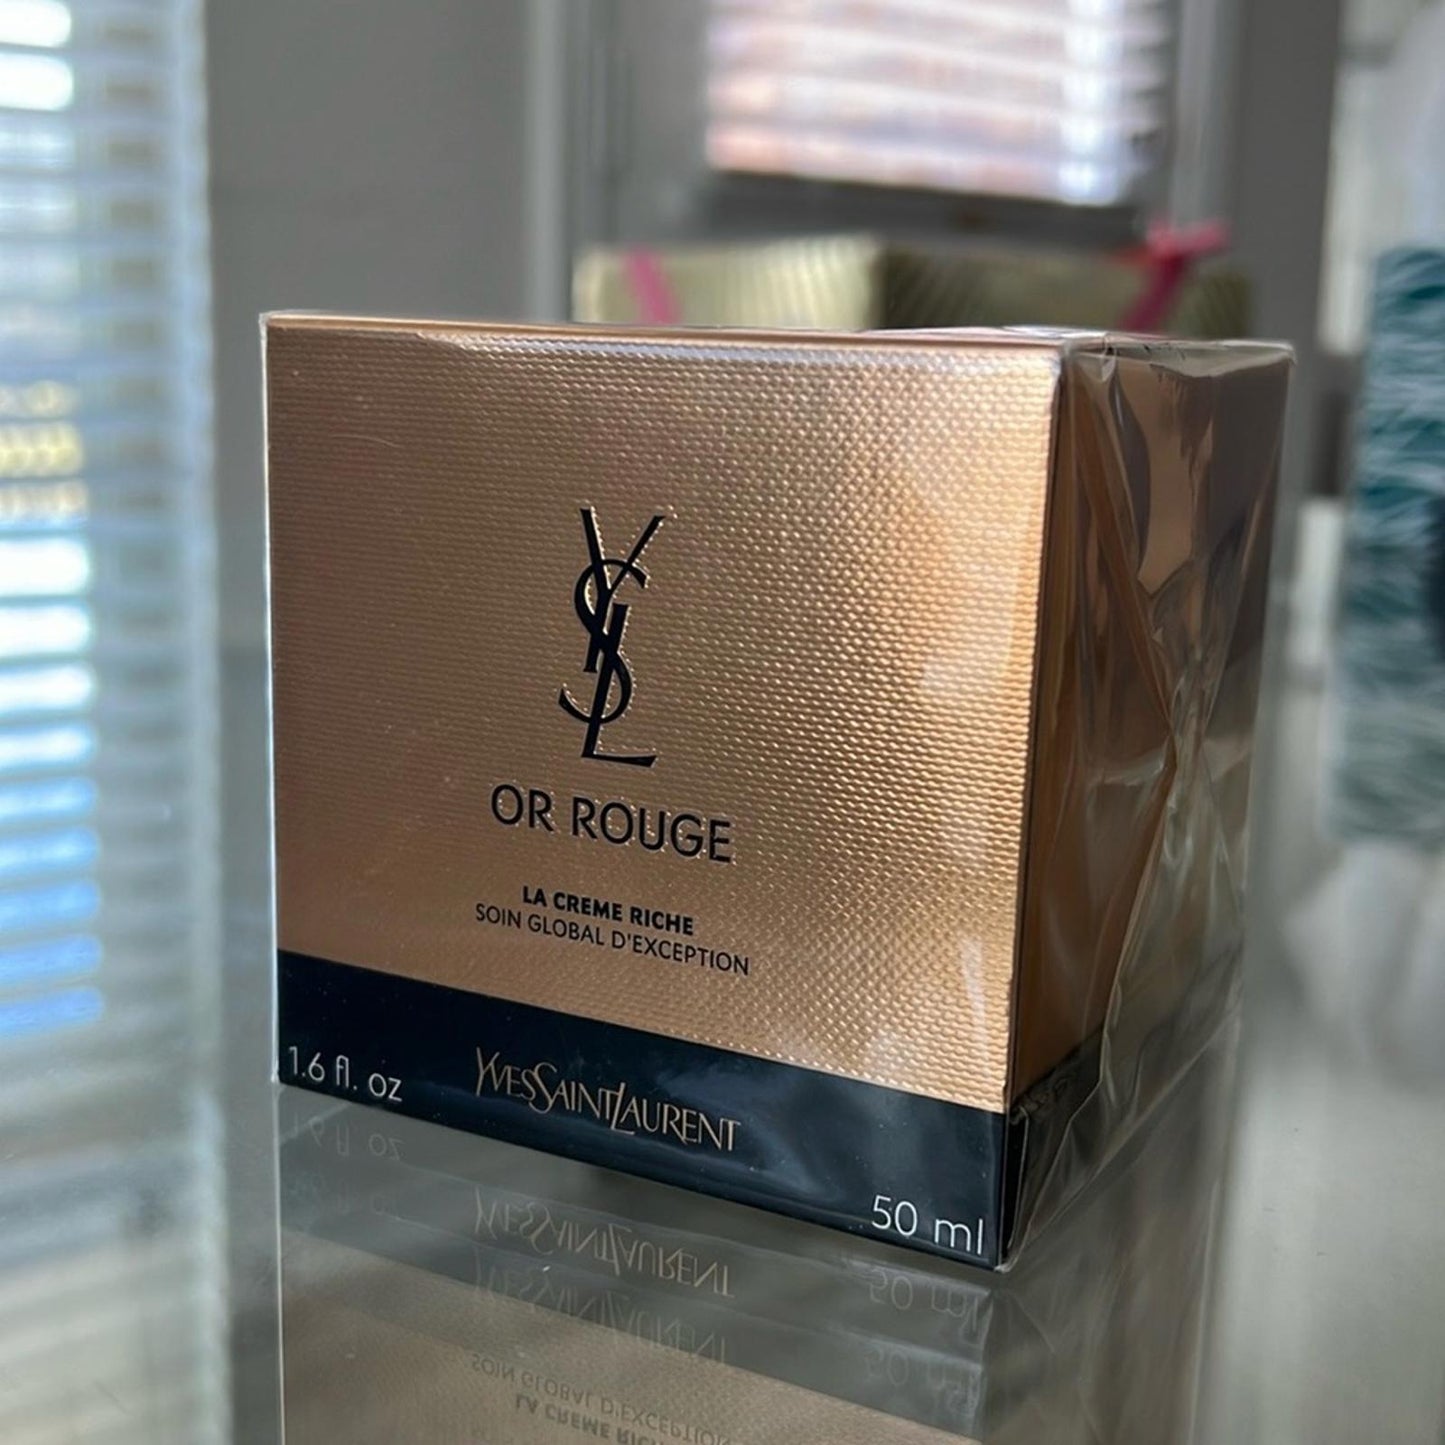 YSL
OR ROUGE
LA CREME RICHE
SOIN GLOBAL D'EXCEPTION
1.6 fl. oz
YVESSAINTLAURENT
50 ml